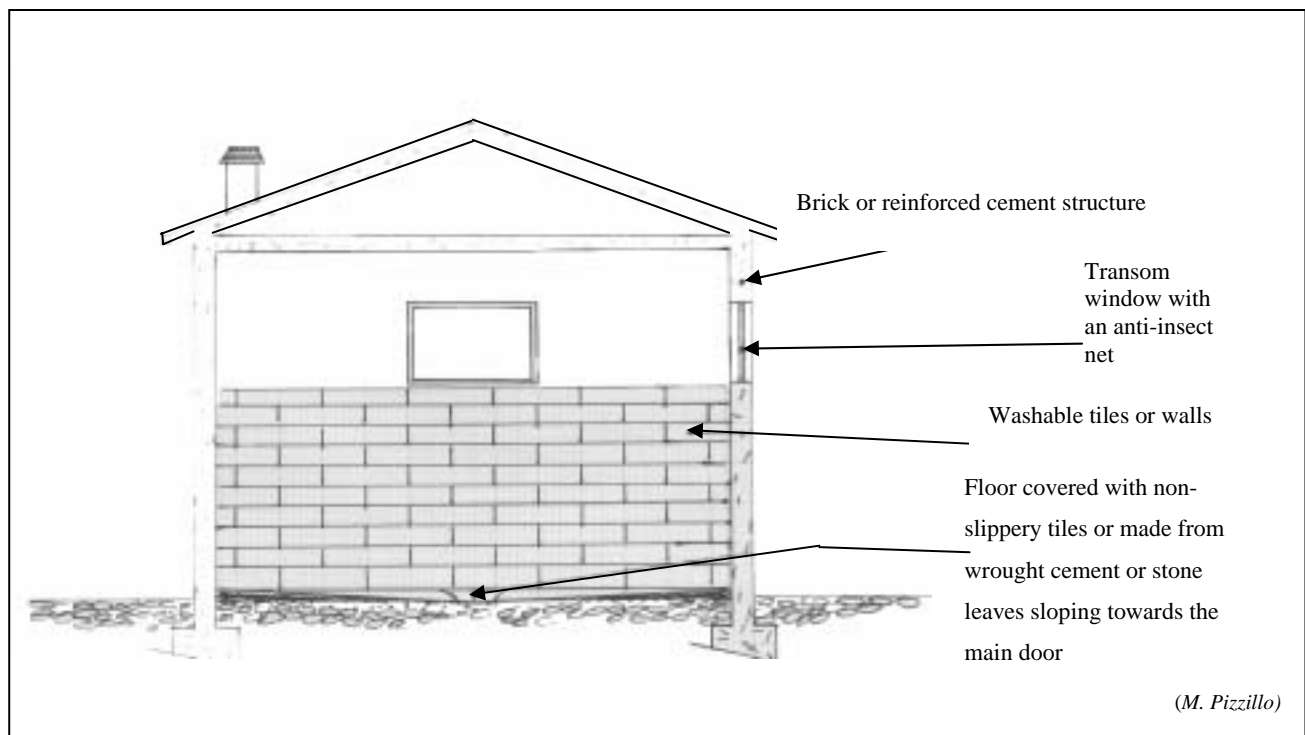 Brick or reinforced cement structure
Transom
window with
an anti-insect
net
Washable tiles or walls
Floor covered with non-
slippery tiles or made from
wrought cement or stone
leaves sloping towards the
main door
(M. Pizzillo)